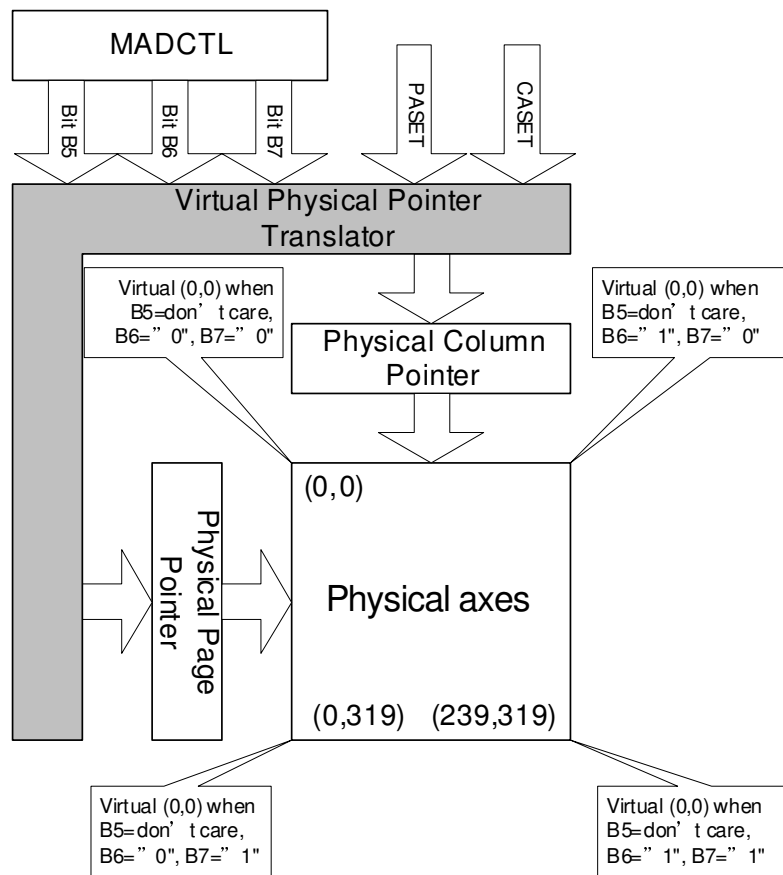 MADCTL
Bit B5
Bit B6
Bit B7
PASET
CASET
Virtual Physical Pointer
Translator
Virtual (0,0) when
B5=don’ t care,
B6=” 0", B7=” 0"
Physical Column
Pointer
Virtual (0,0) when
B5=don’ t care,
B6=” 1", B7=” 0"
Physical Page
Pointer
(0,0)
Physical axes
(0,319)
(239,319)
Virtual (0,0) when
B5=don’ t care,
B6=” 0", B7=” 1"
Virtual (0,0) when
B5=don’ t care,
B6=” 1", B7=” 1"